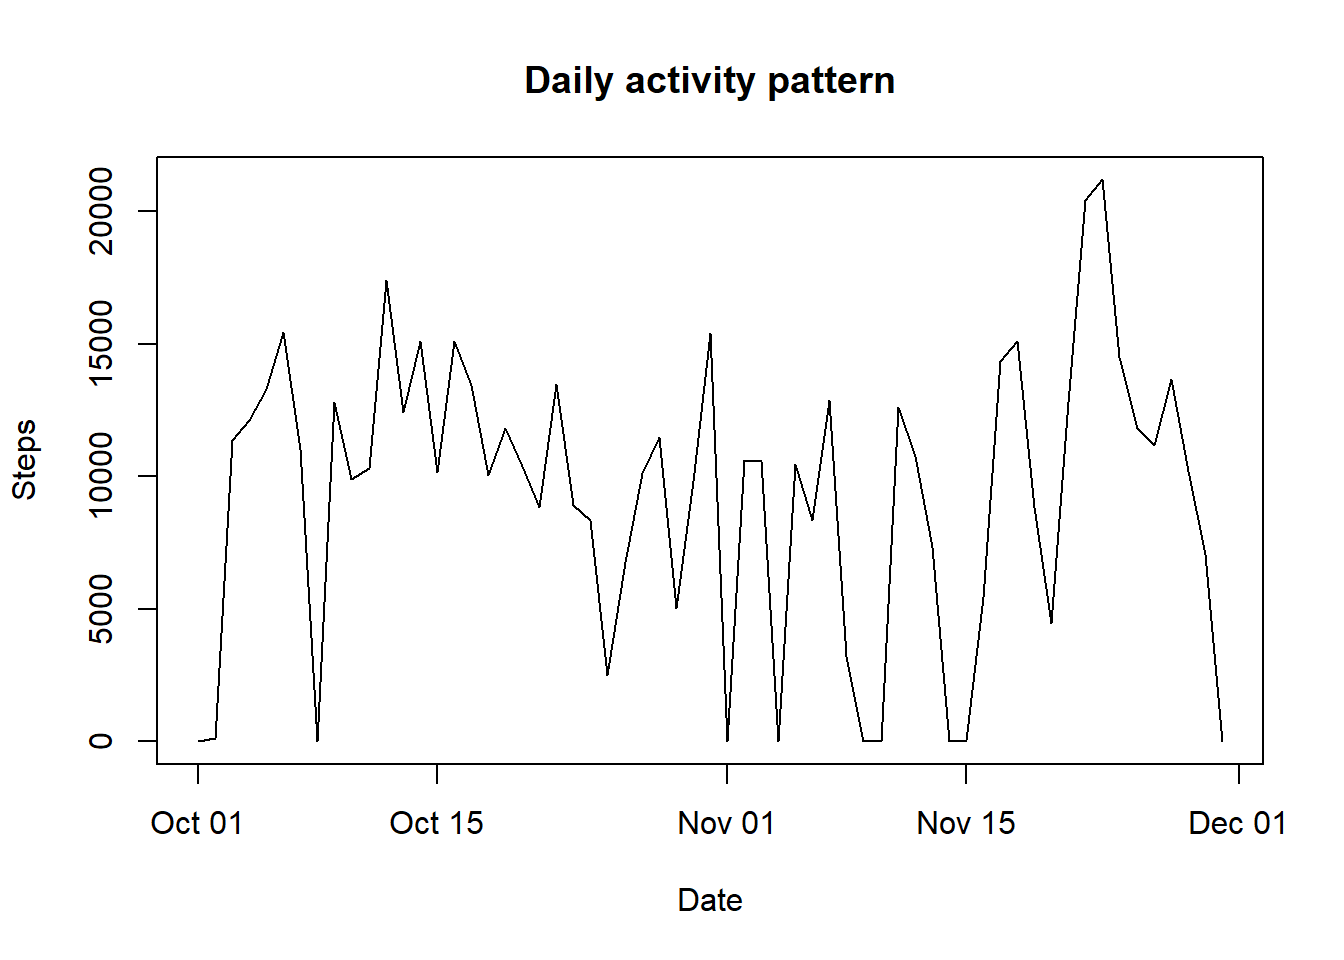 Daily activity pattern
20000
15000
10000
5000
0
Steps
Oct 01
Oct 15
Nov 01
Nov 15
Dec 01
Date